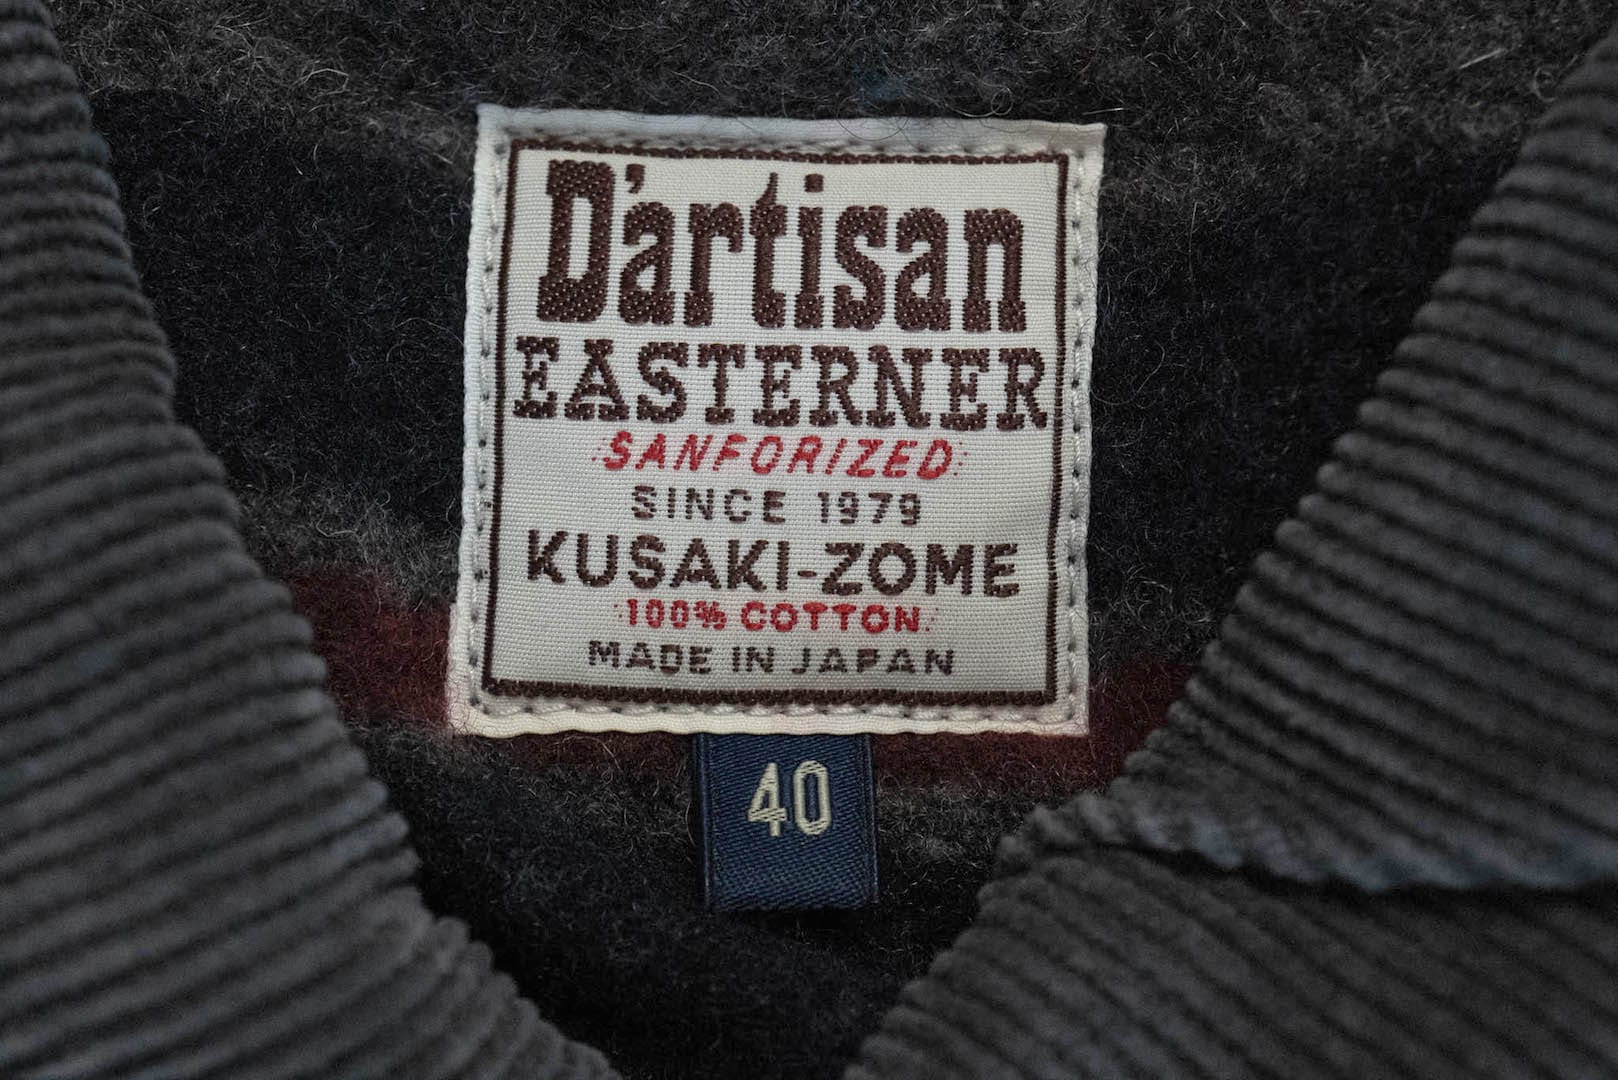 D'artisan
EASTERNER
SANFORIZED
SINCE 1979
KUSAKI-ZOME
100% COTTON
MADE IN JAPAN
40